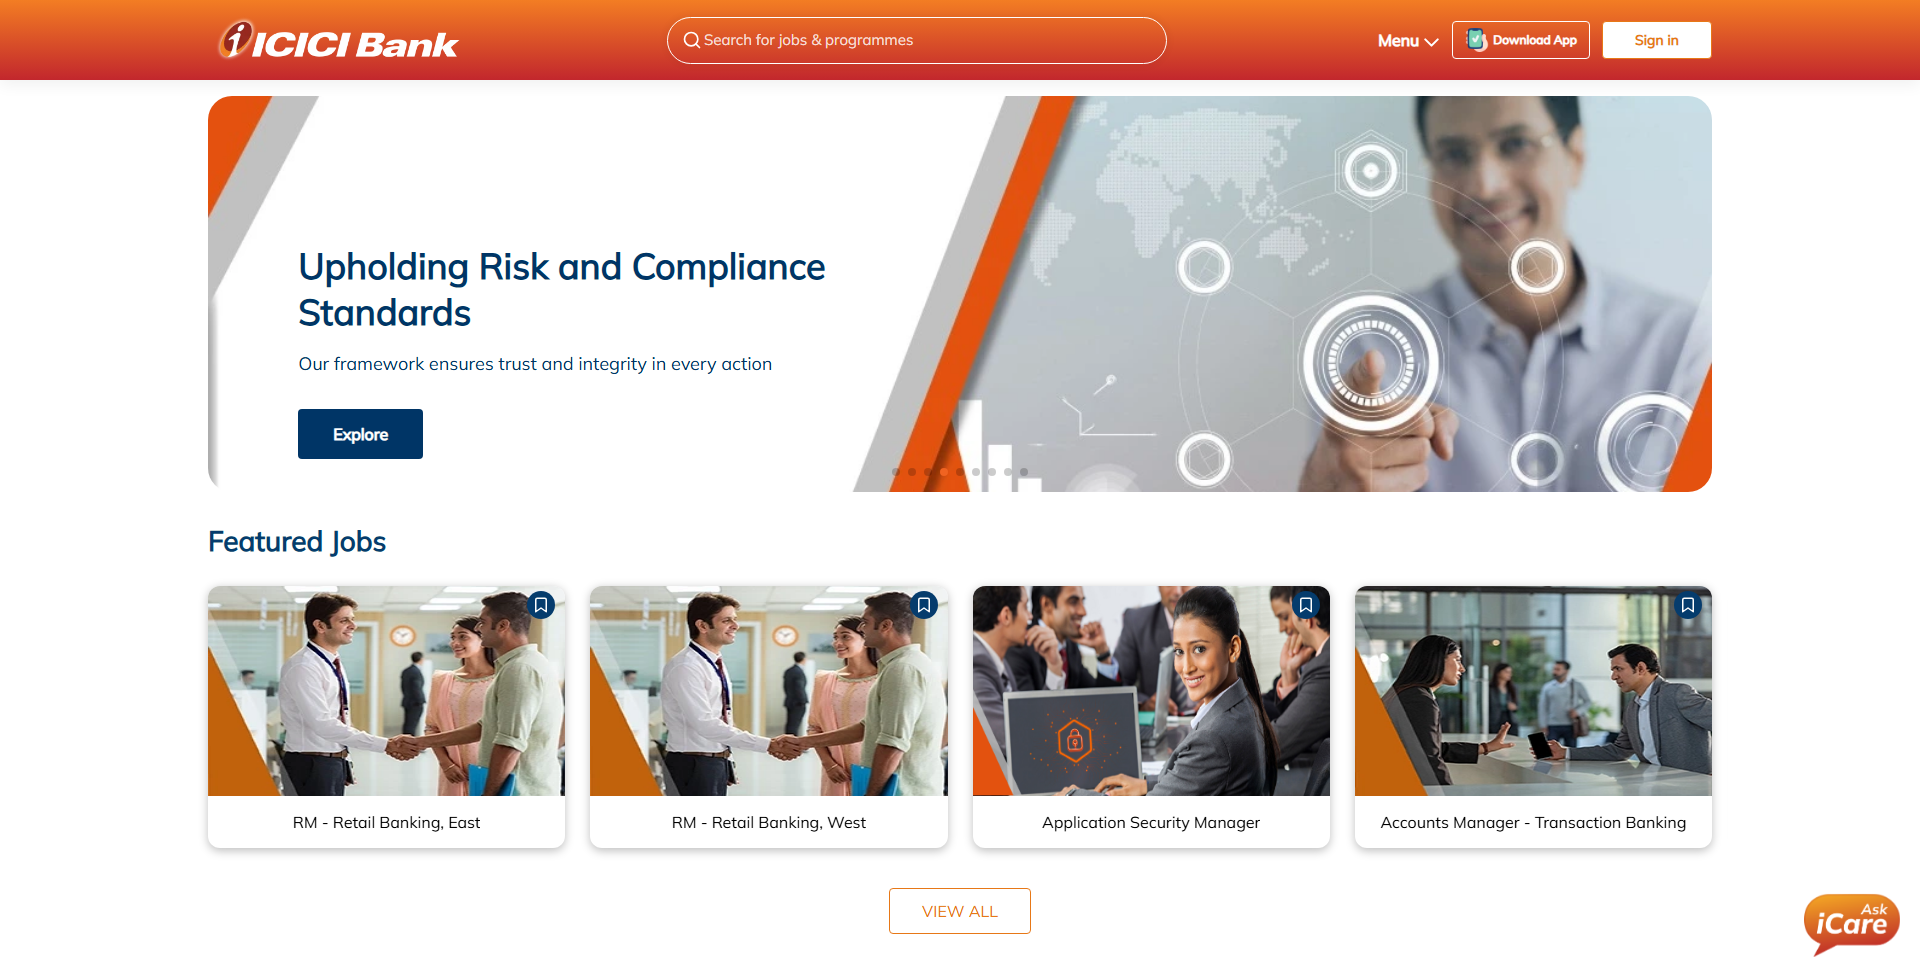 ICICI Bank
Search for jobs & programmes
Menu
Download App
Sign in
Upholding Risk and Compliance
Standards
Our framework ensures trust and integrity in every action
Explore
Featured Jobs
RM - Retail Banking, East
RM - Retail Banking, West
Application Security Manager
Accounts Manager - Transaction Banking
VIEW ALL
Ask
iCare